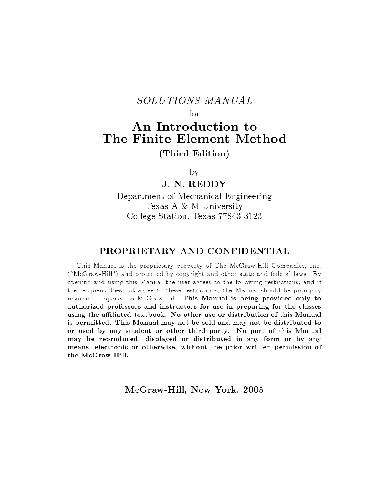 SOLUTIONS MANUAL
for
An Introduction to
The Finite Element Method
(Third Edition)
by
J. N. REDDY
Department of Mechanical Engineering
Texas A & M University
College Station, Texas 77843-3123
PROPRIETARY AND CONFIDENTIAL
This Manual is the proprietary property of The McGraw-Hill Companies, Inc.
("McGraw-Hill") and protected by copyright and other state and federal laws. By
opening and using this Manual the user agrees to the following restrictions, and if
the recipient does not agree to these restrictions, the Manual should be promptly
returned unopened to McGraw-Hill: This Manual is being provided only to
authorized professors and instructors for use in preparing for the classes
using the affiliated textbook. No other use or distribution of this Manual
is permitted. This Manual may not be sold and may not be distributed to
or used by any student or other third party. No part of this Manual
may be reproduced, displayed or distributed in any form or by any
means, electronic or otherwise, without the prior written permission of
the McGraw-Hill.
McGraw-Hill, New York, 2005